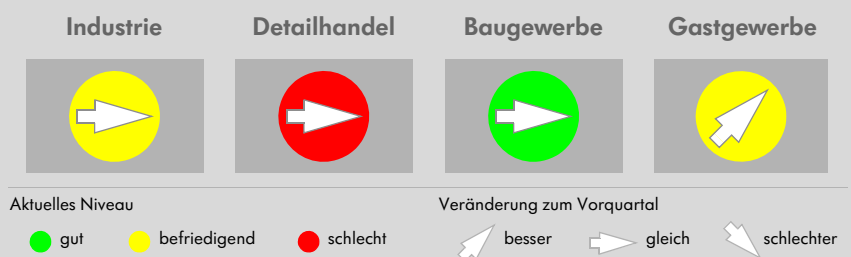 Industrie Detailhandel Baugewerbe Gastgewerbe
Aktuelles Niveau Veränderung zum Vorquartal
gut befriedigend schlecht besser gleich schlechter